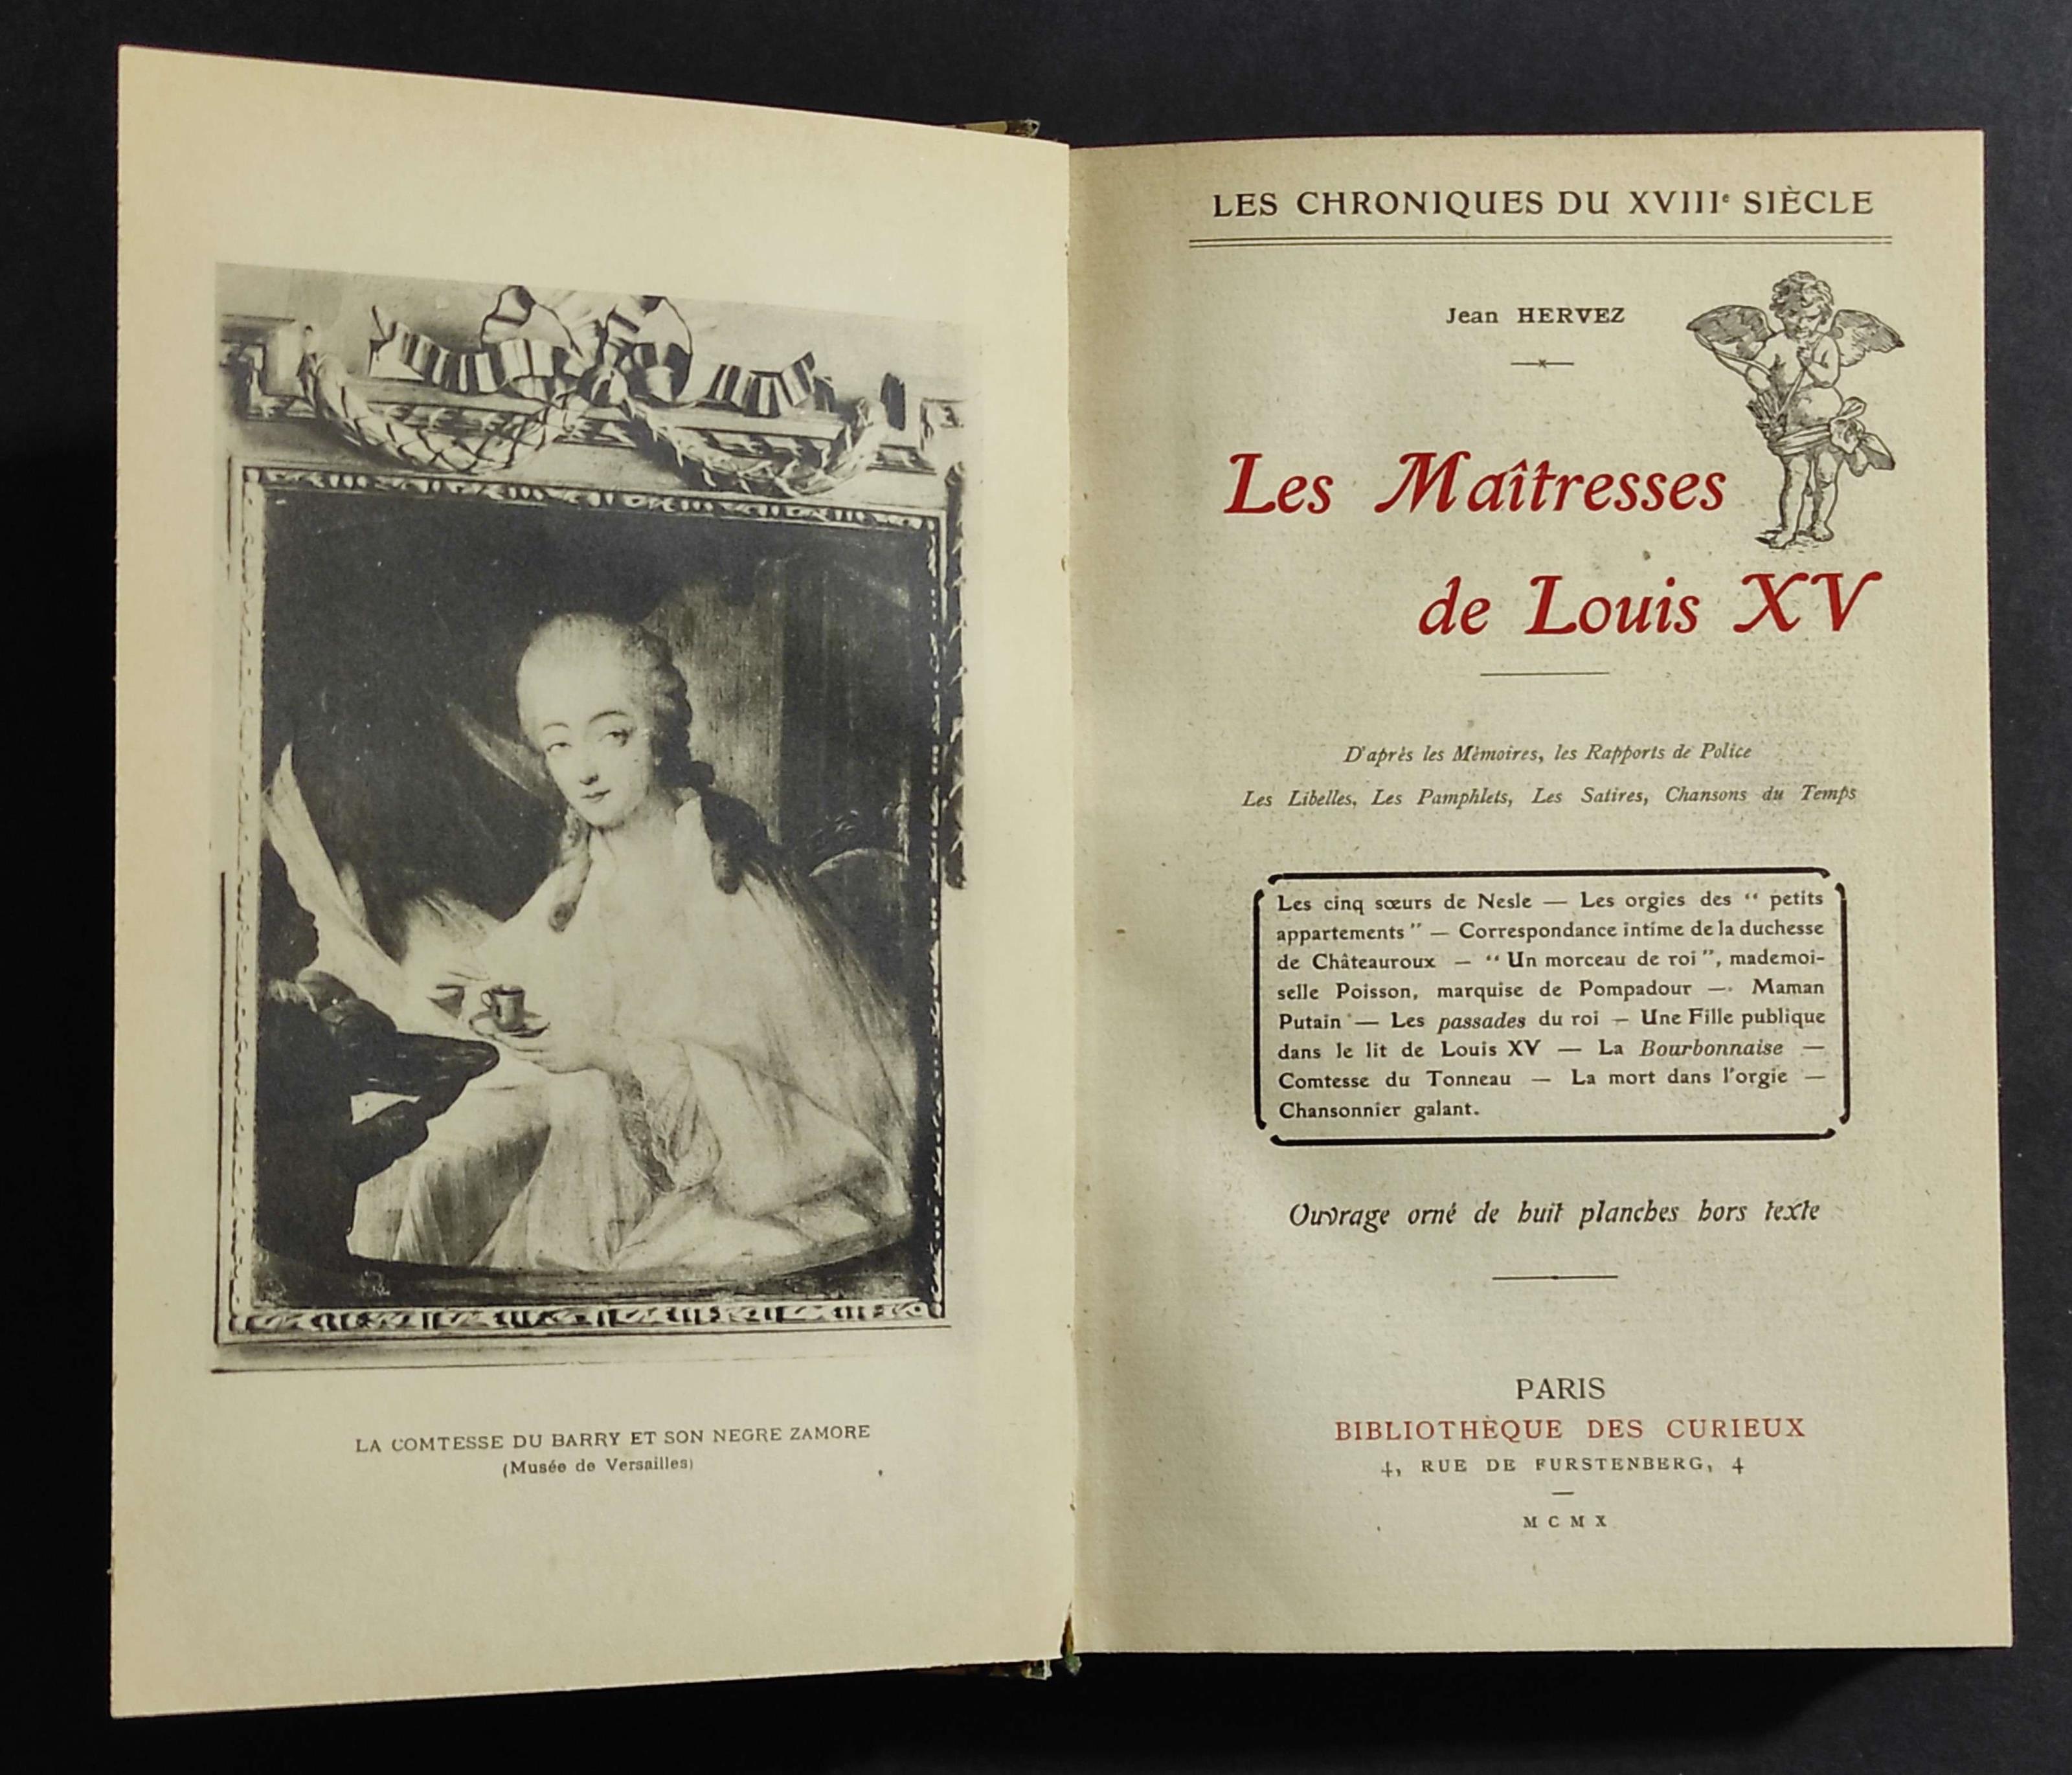 LA COMTESSE DU BARRY ET SON NEGRE ZAMORE
(Musée de Versailles)
LES CHRONIQUES DU XVIIIe SIÈCLE
Jean HERVEZ
Les Maîtresses
de Louis XV
D'après les Mémoires, les Rapports de Police
Les Libelles, Les Pamphlets, Les Satires, Chansons du Temps
Les cinq sœurs de Nesle — Les orgies des “ petits
appartements ” — Correspondance intime de la duchesse
de Châteauroux — “ Un morceau de roi ”, mademoi-
selle Poisson, marquise de Pompadour — Maman
Putain — Les passades du roi — Une Fille publique
dans le lit de Louis XV — La Bourbonnaise —
Comtesse du Tonneau — La mort dans l'orgie —
Chansonnier galant.
Ouvrage orné de huit planches hors texte
PARIS
BIBLIOTHÈQUE DES CURIEUX
4, RUE DE FURSTENBERG, 4
MCMX